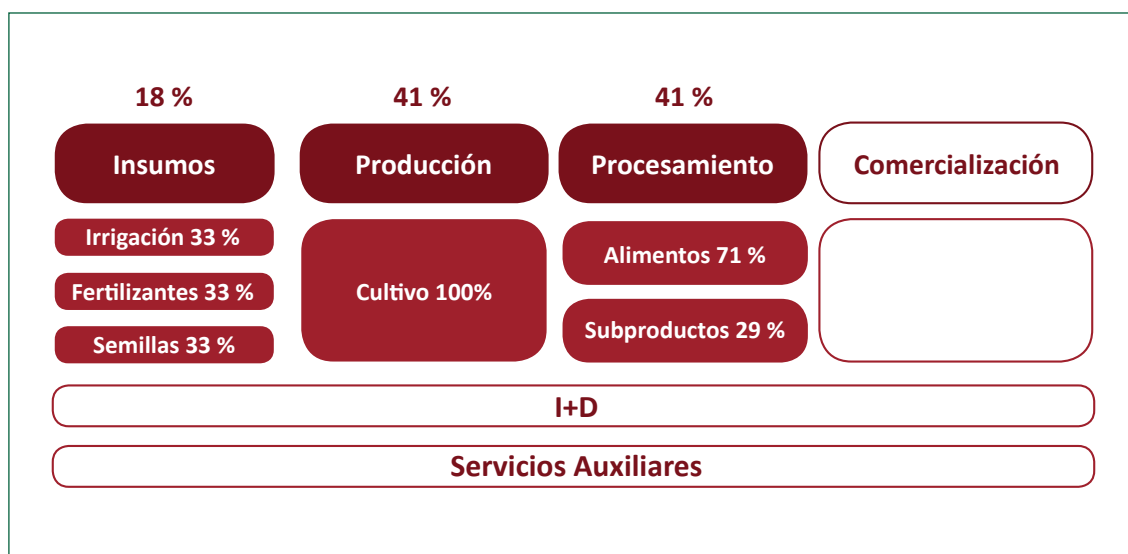 18 %
41 %
41 %
Insumos
Producción
Procesamiento
Comercialización
Irrigación 33 %
Fertilizantes 33 %
Semillas 33 %
Cultivo 100%
Alimentos 71 %
Subproductos 29 %
I+D
Servicios Auxiliares